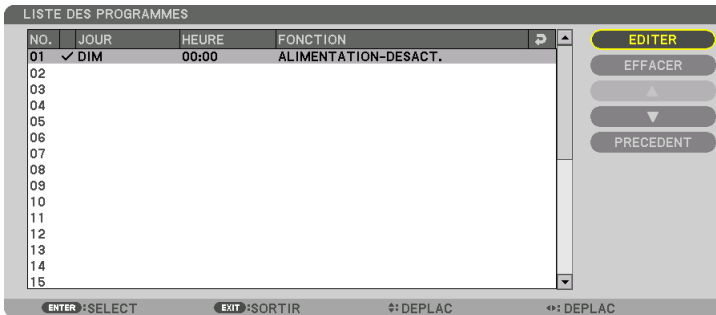 LISTE DES PROGRAMMES
NO. JOUR HEURE FONCTION
01 ✓ DIM 00:00 ALIMENTATION-DESACT.
02
03
04
05
06
07
08
09
10
11
12
13
14
15
EDITER
EFFACER
▲
▼
PRECEDENT
ENTER:SELECT EXIT:SORTIR :DEPLAC :DEPLAC